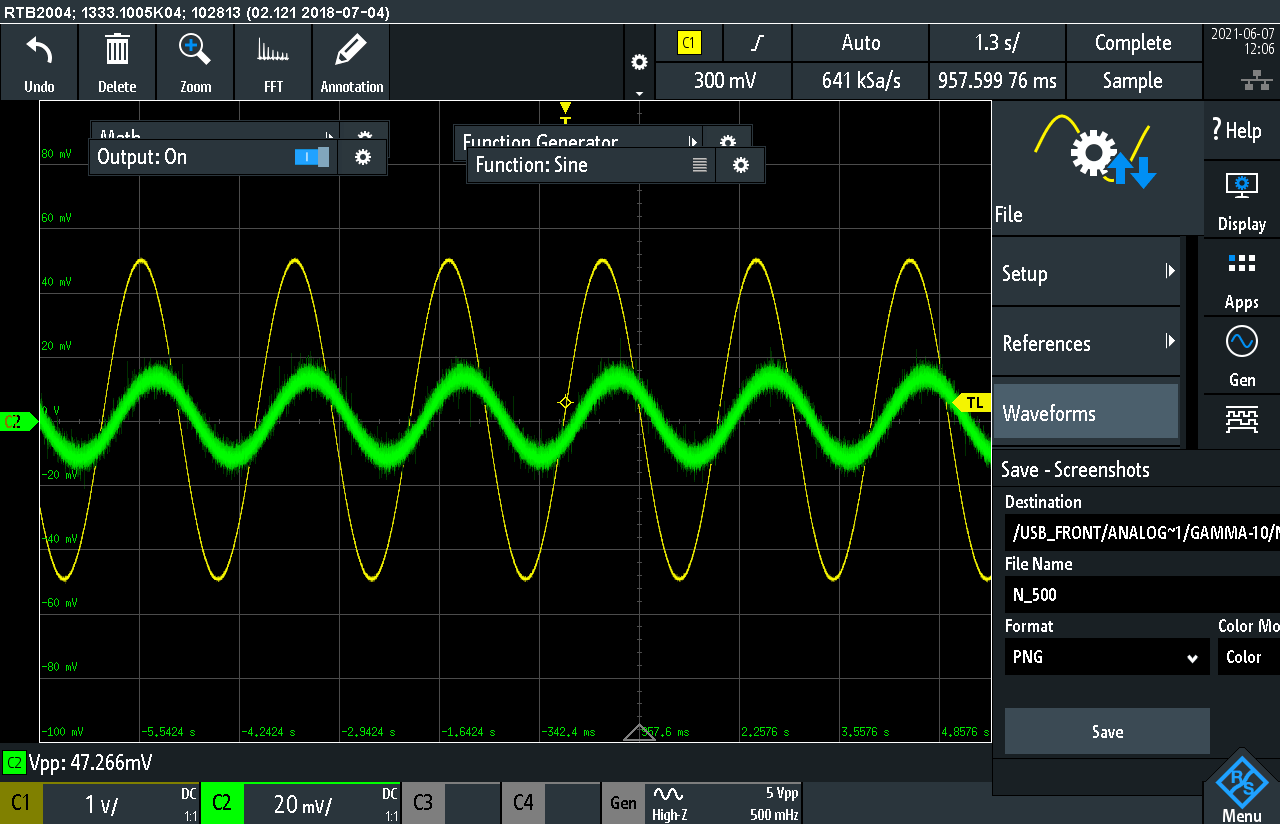 RTB2004; 1333.1005K04; 102813 (02.121 2018-07-04)
Undo
Delete
Zoom
FFT
Annotation
C1
Auto
1.3 s/
Complete
300 mV
641 kSa/s
957.599 76 ms
Sample
2021-06-07
12:06
Math
Output: On
Function Generator
Function: Sine
T
80 mV
60 mV
40 mV
20 mV
0 V
-20 mV
-40 mV
-60 mV
-80 mV
-100 mV
C2
TL
-5.5424 s
-4.2424 s
-2.9424 s
-1.6424 s
-342.4 ms
957.6 ms
2.2576 s
3.5576 s
4.8576 s
File
Setup
References
Waveforms
? Help
Display
Apps
Gen
Save - Screenshots
Destination
/USB_FRONT/ANALOG~1/GAMMA-10/N
File Name
N_500
Format
Color Mo
PNG
Color
Save
R S
Menu
C2 Vpp: 47.266mV
C1
1 V/
DC
1:1
C2
20 mV/
DC
1:1
C3
C4
Gen
High-Z
5 Vpp
500 mHz